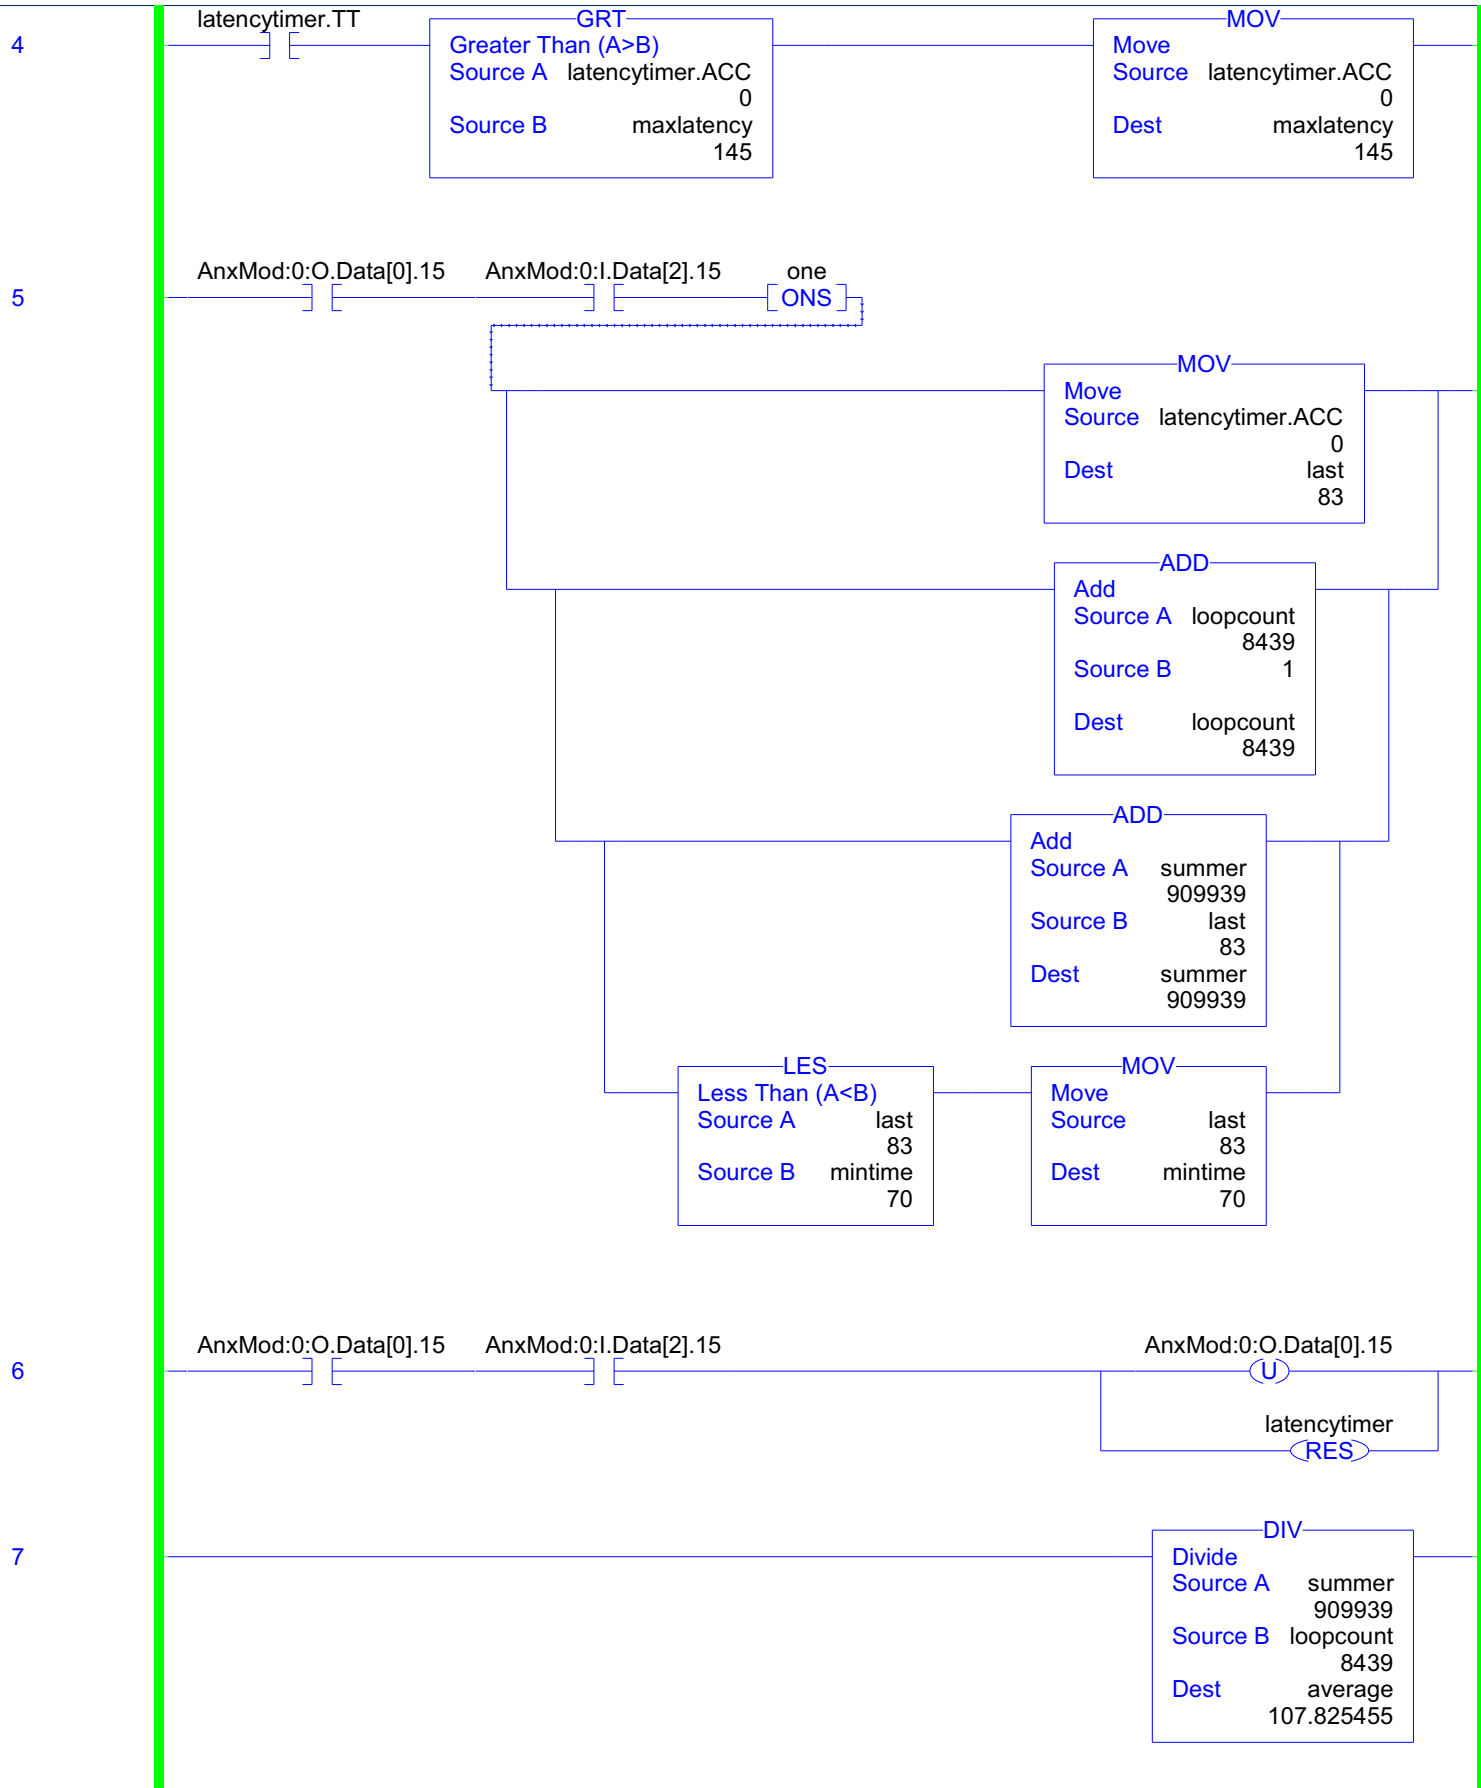 latencytimer.TT
GRT
MOV
4
Greater Than (A>B)
Move
Source A latencytimer.ACC
Source latencytimer.ACC
0
0
Source B maxlatency
Dest maxlatency
145
145
AnxMod:0:O.Data[0].15 AnxMod:0:I.Data[2].15 one
5
ONS
MOV
Move
Source latencytimer.ACC
0
Dest last
83
ADD
Add
Source A loopcount
8439
Source B 1
Dest loopcount
8439
ADD
Add
Source A summer
909939
Source B last
83
Dest summer
909939
LES
MOV
Less Than (A<B)
Move
Source A last
Source last
83
83
Source B mintime
Dest mintime
70
70
AnxMod:0:O.Data[0].15 AnxMod:0:I.Data[2].15 AnxMod:0:O.Data[0].15
6
U
latencytimer
RES
DIV
7
Divide
Source A summer
909939
Source B loopcount
8439
Dest average
107.825455